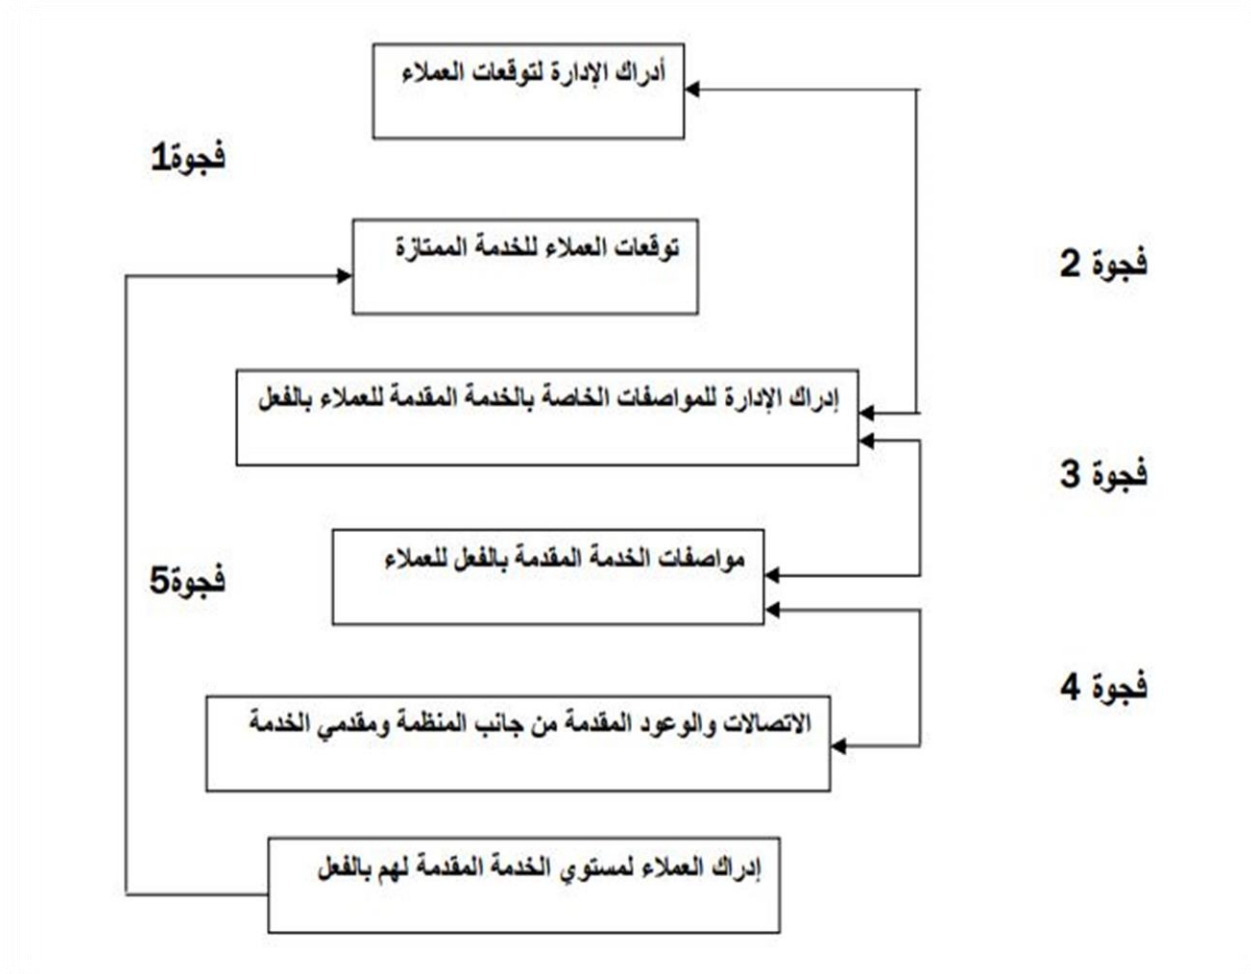 أدراك الإدارة لتوقعات العملاء
فجوة1
توقعات العملاء للخدمة الممتازة
فجوة 2
إدراك الإدارة للمواصفات الخاصة بالخدمة المقدمة للعملاء بالفعل
فجوة 3
مواصفات الخدمة المقدمة بالفعل للعملاء
فجوة5
فجوة 4
الاتصالات والوعود المقدمة من جانب المنظمة ومقدمي الخدمة
إدراك العملاء لمستوي الخدمة المقدمة لهم بالفعل